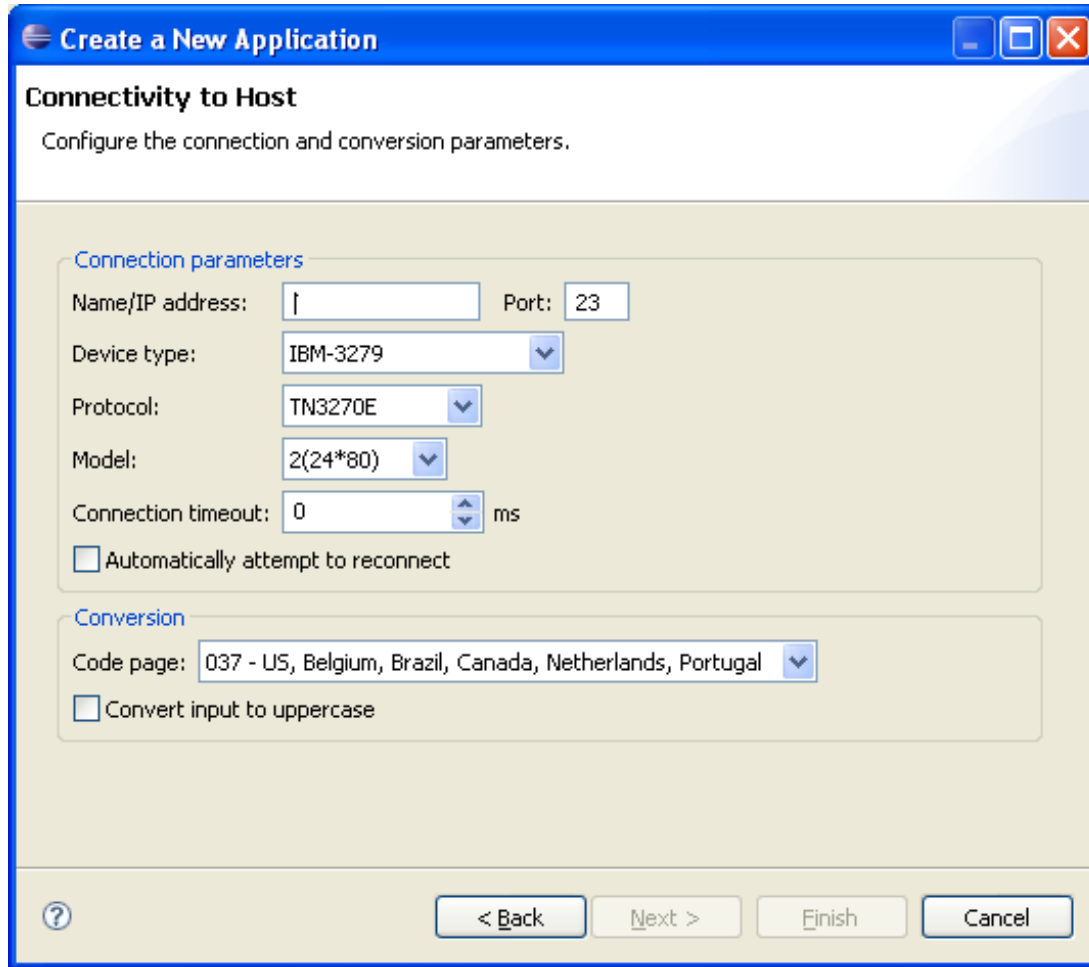 Create a New Application
Connectivity to Host
Configure the connection and conversion parameters.
Connection parameters
Name/IP address: Port: 23
Device type: IBM-3279
Protocol: TN3270E
Model: 2(24*80)
Connection timeout: 0 ms
Automatically attempt to reconnect
Conversion
Code page: 037 - US, Belgium, Brazil, Canada, Netherlands, Portugal
Convert input to uppercase
? < Back Next > Finish Cancel